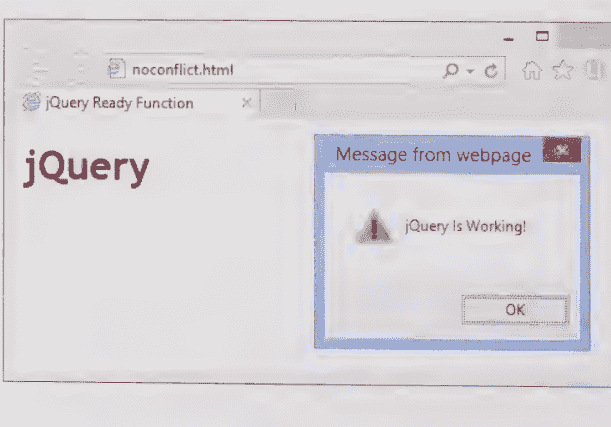 noconflict.html
jQuery Ready Function
jQuery
Message from webpage
jQuery Is Working!
OK